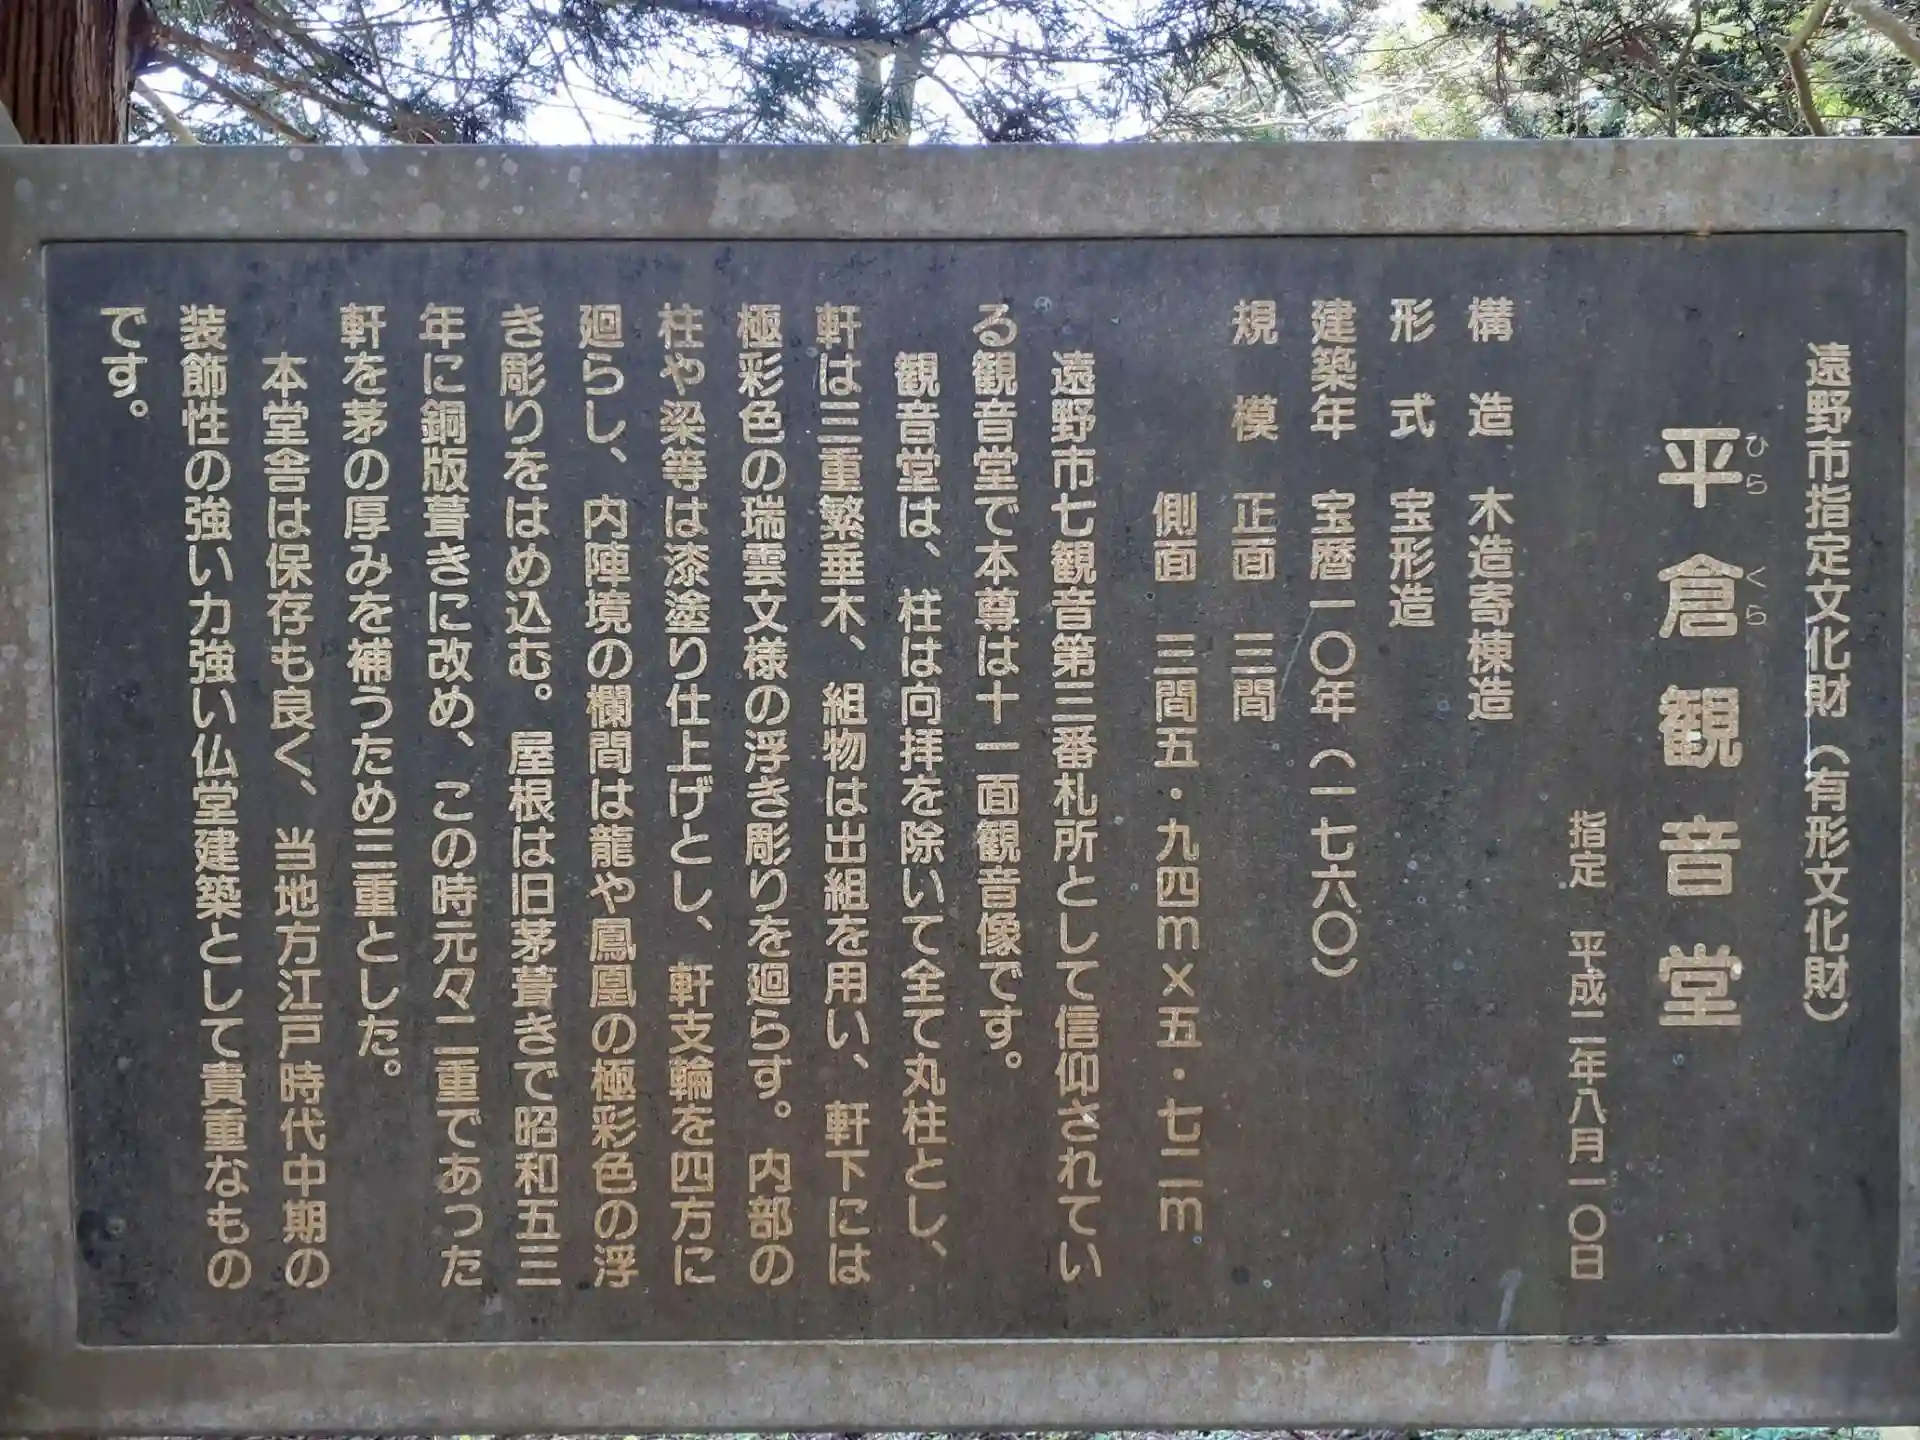 遠野市指定文化財（有形文化財）
平倉観音堂
ひら くら
指定 平成二年八月一〇日
構造 木造寄棟造
形式 宝形造
建築年 宝暦一〇年（一七六〇）
規模 正面 三間
側面 三間五・九四m×五・七二m
遠野市七観音第三番札所として信仰されてい
る観音堂で本尊は十一面観音像です。
観音堂は、柱は向拝を除いて全て丸柱とし、
軒は三重繁垂木、組物は出組を用い、軒下には
極彩色の瑞雲文様の浮き彫りを廻らす。内部の
柱や梁等は漆塗り仕上げとし、軒支輪を四方に
廻らし、内陣境の欄間は龍や鳳凰の極彩色の浮
き彫りをはめ込む。屋根は旧茅葺きで昭和五三
年に銅版葺きに改め、この時元々二重であった
軒を茅の厚みを補うため三重とした。
本堂舎は保存も良く、当地方江戸時代中期の
装飾性の強い力強い仏堂建築として貴重なもの
です。